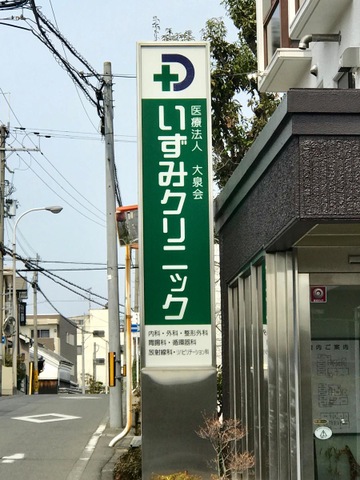 医療法人 大泉会
いずみクリニック
内科・外科・整形外科
胃腸科・循環器科
放射線科・リハビリテーション科